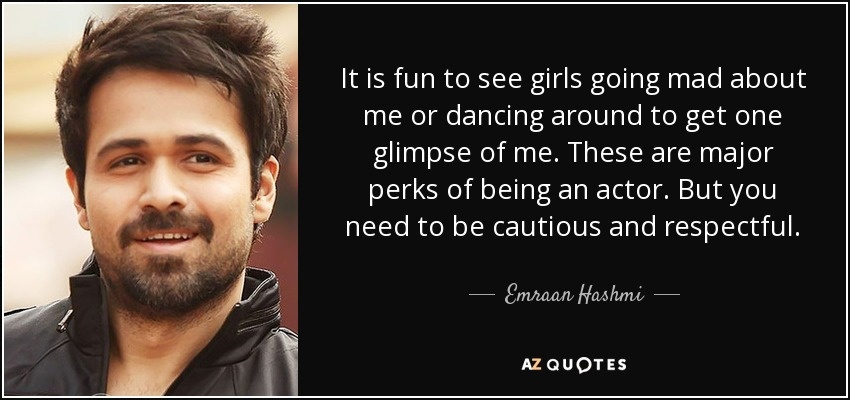 It is fun to see girls going mad about
me or dancing around to get one
glimpse of me. These are major
perks of being an actor. But you
need to be cautious and respectful.
Emraan Hashmi
AZ QUOTES